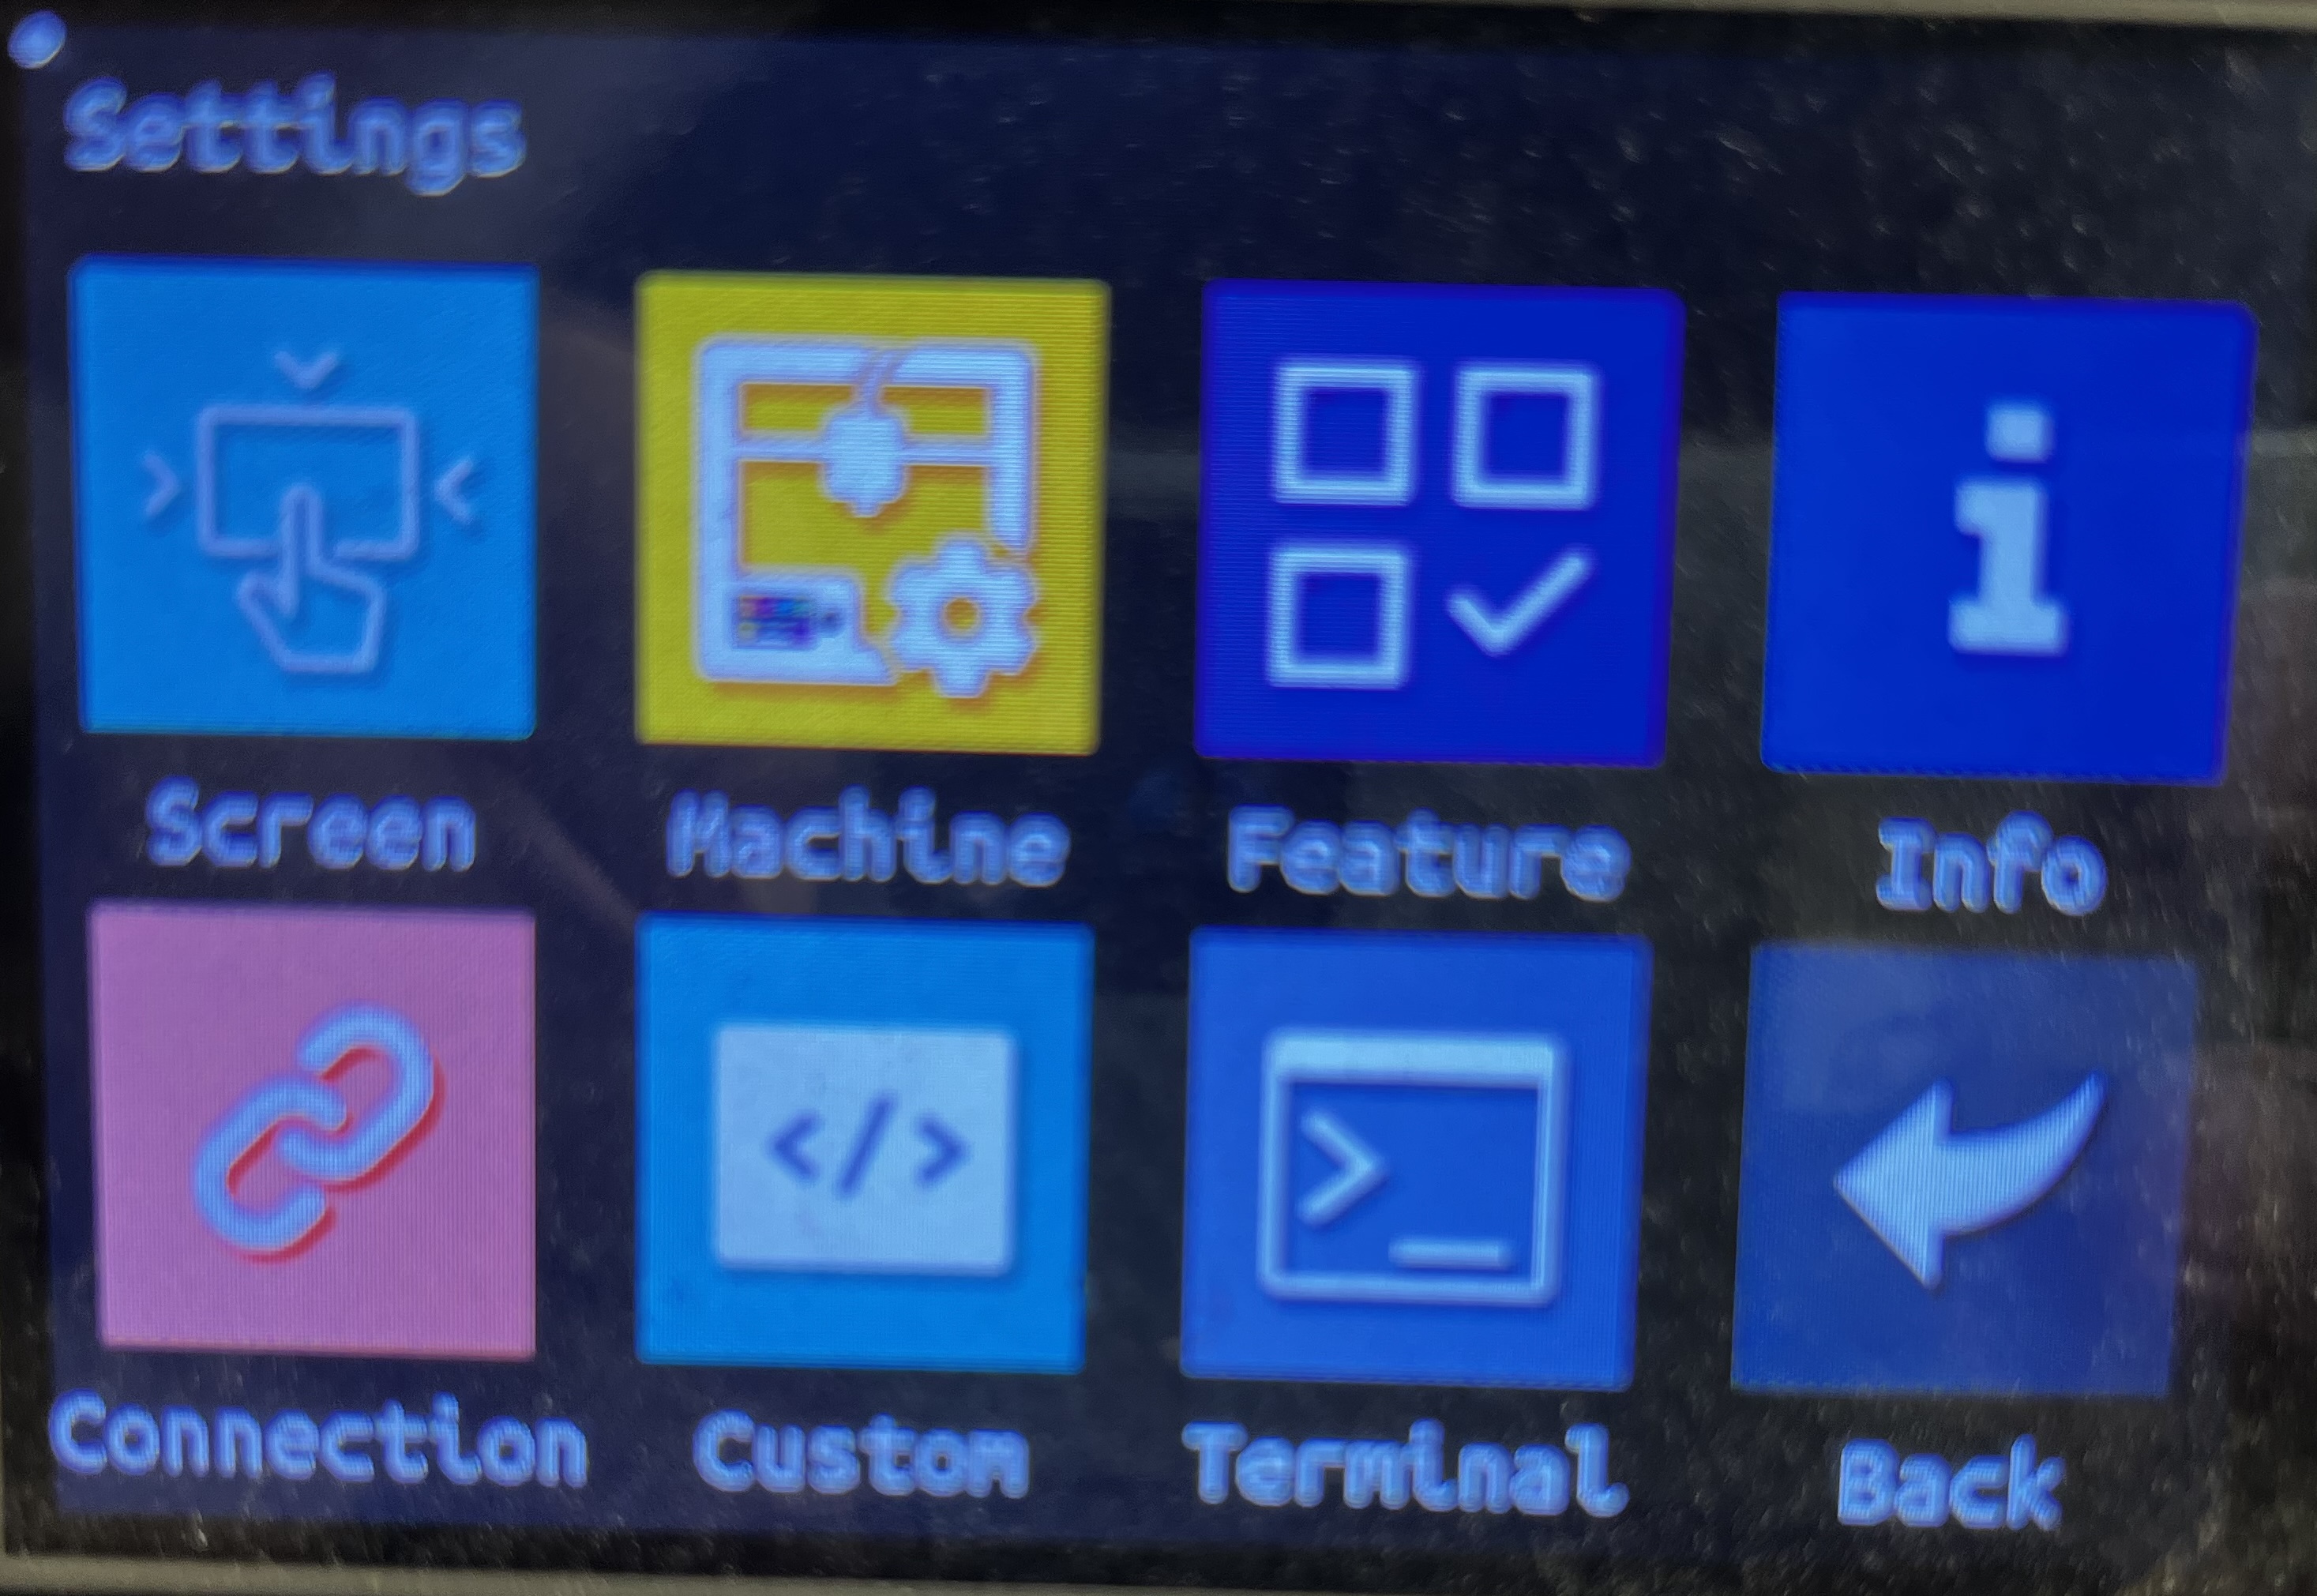 Settings
Screen Machine Feature Info
</>
>_
Connection Custom Terminal Back